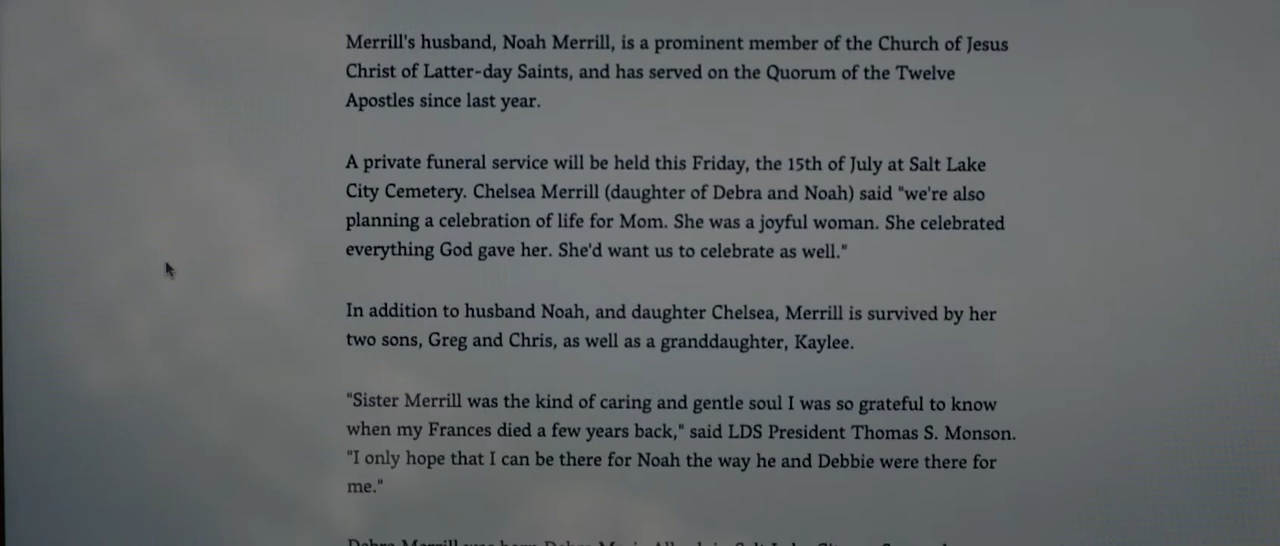 Merrill's husband, Noah Merrill, is a prominent member of the Church of Jesus
Christ of Latter-day Saints, and has served on the Quorum of the Twelve
Apostles since last year.
A private funeral service will be held this Friday, the 15th of July at Salt Lake
City Cemetery. Chelsea Merrill (daughter of Debra and Noah) said "we're also
planning a celebration of life for Mom. She was a joyful woman. She celebrated
everything God gave her. She'd want us to celebrate as well."
In addition to husband Noah, and daughter Chelsea, Merrill is survived by her
two sons, Greg and Chris, as well as a granddaughter, Kaylee.
"Sister Merrill was the kind of caring and gentle soul I was so grateful to know
when my Frances died a few years back," said LDS President Thomas S. Monson.
"I only hope that I can be there for Noah the way he and Debbie were there for
me."
Debra Merrill was born Debra